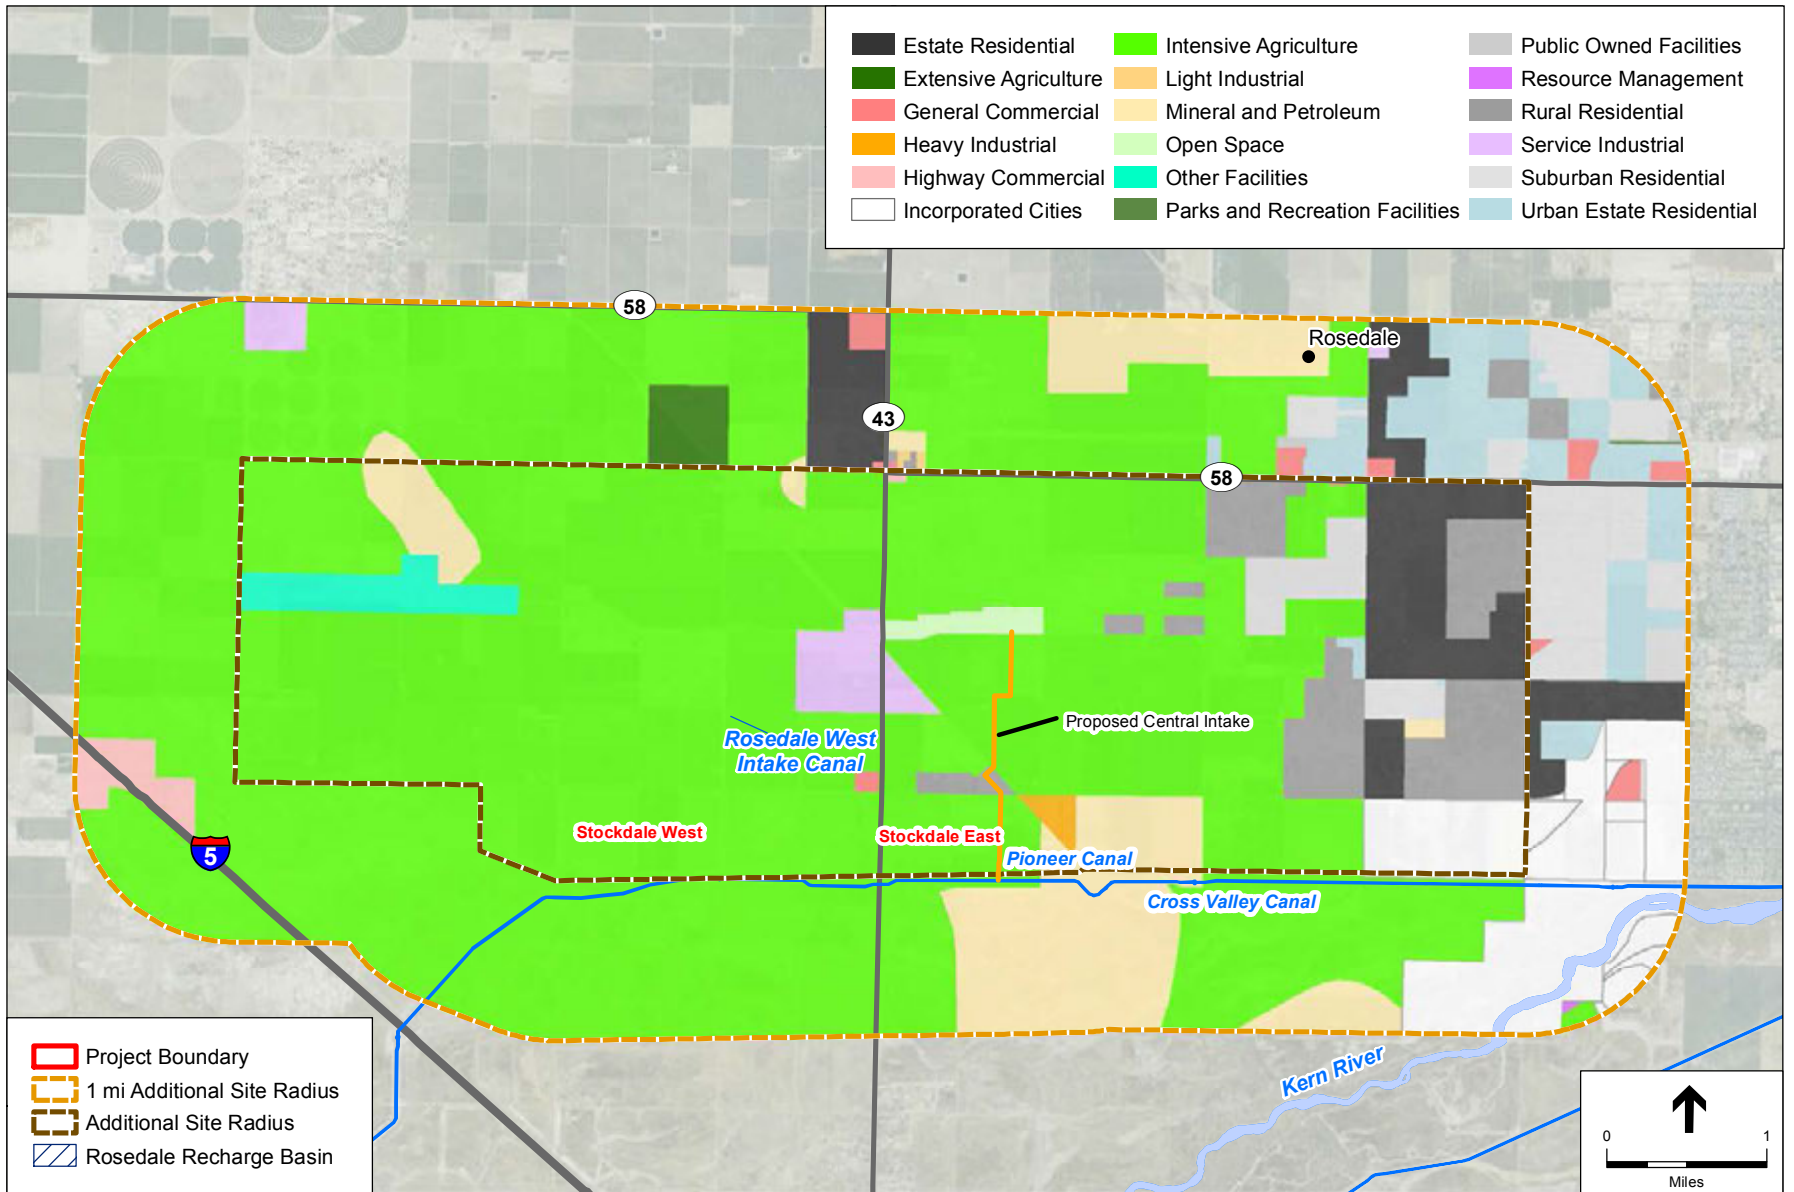 Estate Residential
Extensive Agriculture
General Commercial
Heavy Industrial
Highway Commercial
Incorporated Cities
Intensive Agriculture
Light Industrial
Mineral and Petroleum
Open Space
Other Facilities
Parks and Recreation Facilities
Public Owned Facilities
Resource Management
Rural Residential
Service Industrial
Suburban Residential
Urban Estate Residential
58
Rosedale
43
58
Proposed Central Intake
Rosedale West
Intake Canal
Stockdale West
Stockdale East
5
Pioneer Canal
Cross Valley Canal
Kern River
Project Boundary
1 mi Additional Site Radius
Additional Site Radius
Rosedale Recharge Basin
0 1
Miles